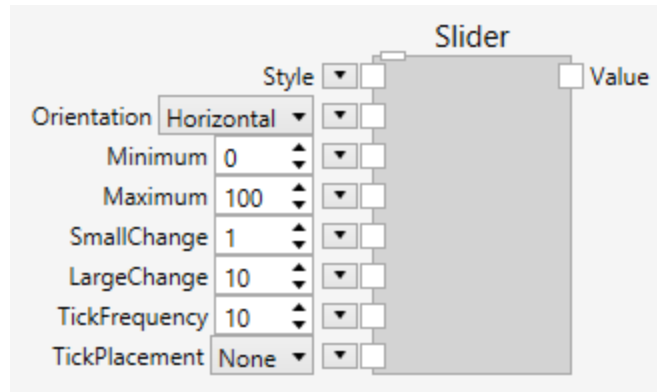 Slider
Style Value
Orientation Horizontal
Minimum 0
Maximum 100
SmallChange 1
LargeChange 10
TickFrequency 10
TickPlacement None